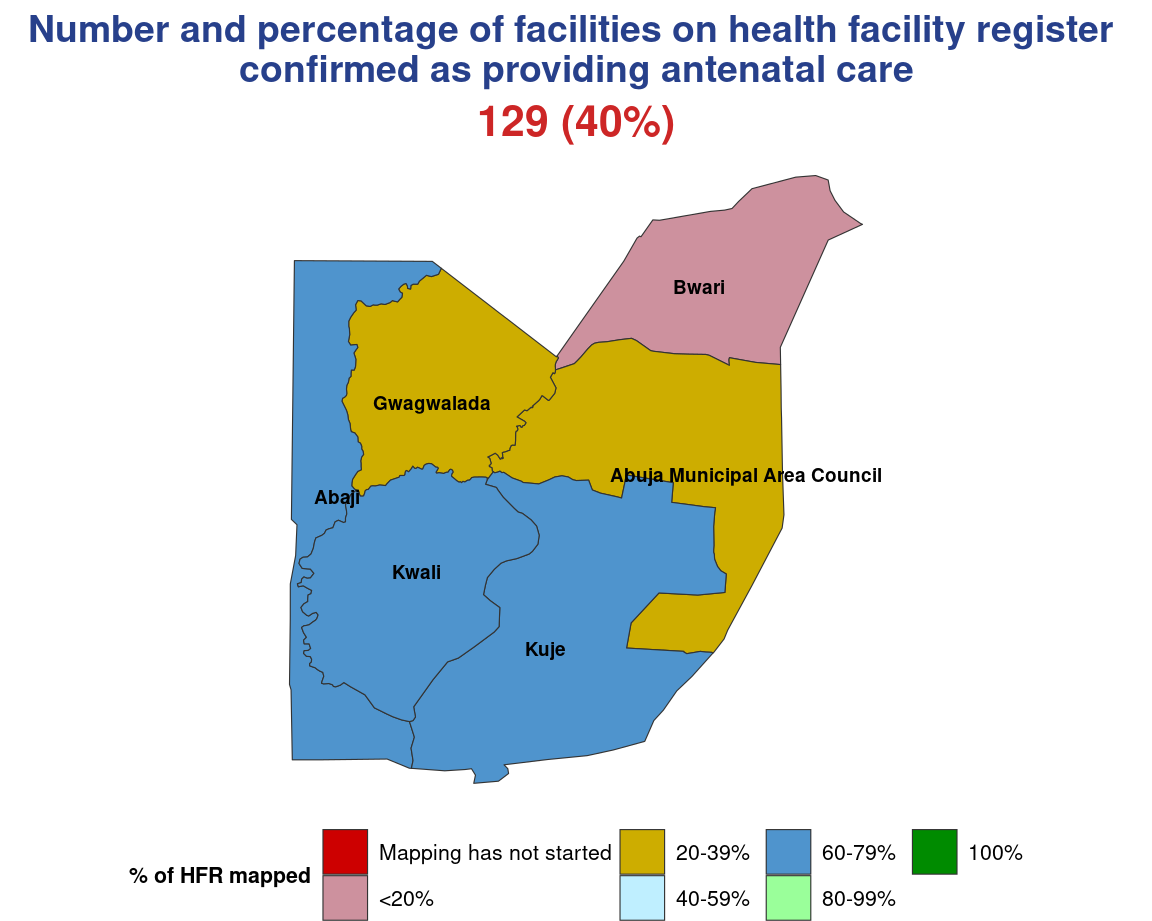 Number and percentage of facilities on health facility register
confirmed as providing antenatal care
129 (40%)
Bwari
Gwagwalada
Abuja Municipal Area Council
Abaji
Kwali
Kuje
% of HFR mapped
Mapping has not started
<20%
20-39%
40-59%
60-79%
80-99%
100%